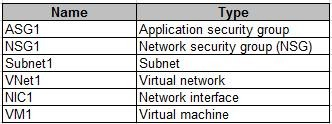 Name Type
ASG1 Application security group
NSG1 Network security group (NSG)
Subnet1 Subnet
VNet1 Virtual network
NIC1 Network interface
VM1 Virtual machine